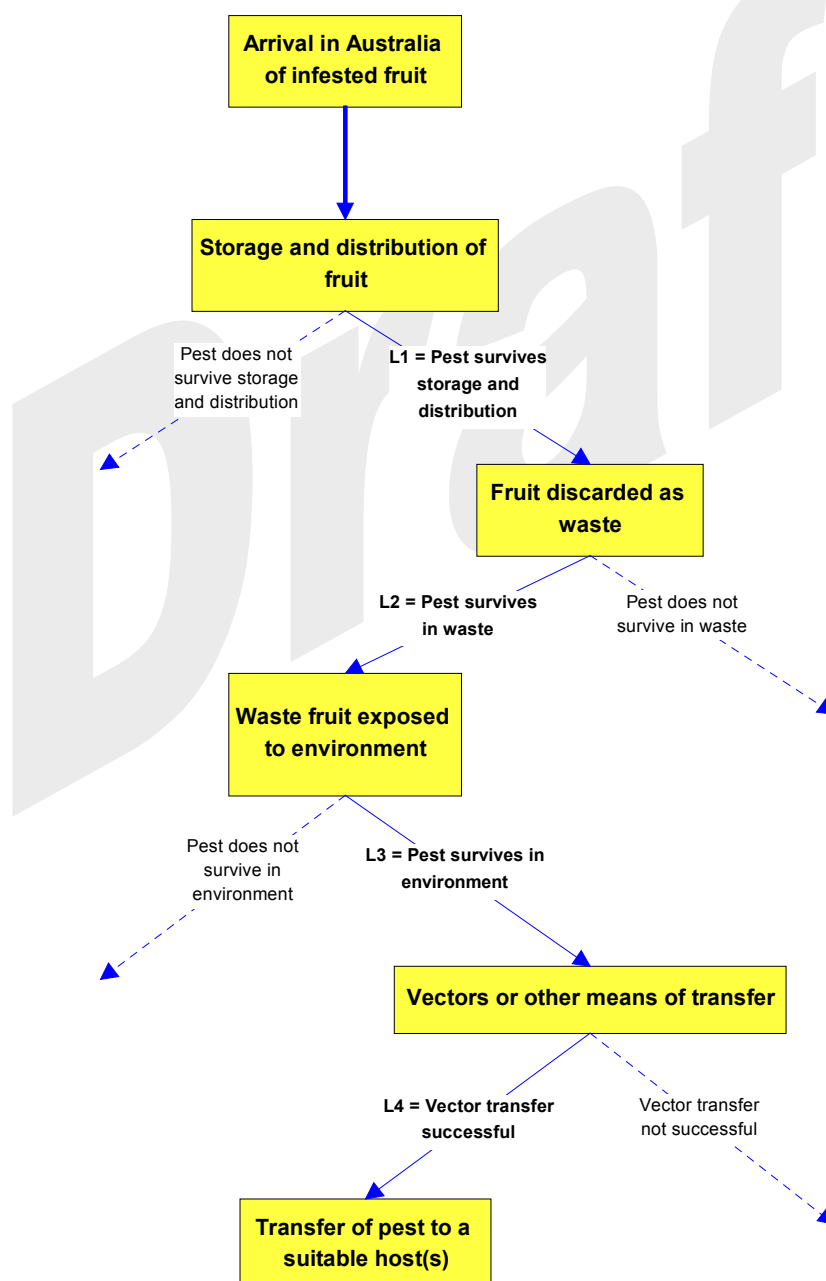 Arrival in Australia
of infested fruit
Storage and distribution of
fruit
Pest does not
survive storage
and distribution
L1 = Pest survives
storage and
distribution
Fruit discarded as
waste
L2 = Pest survives
in waste
Pest does not
survive in waste
Waste fruit exposed
to environment
Pest does not
survive in
environment
L3 = Pest survives in
environment
Vectors or other means of transfer
L4 = Vector transfer
successful
Vector transfer
not successful
Transfer of pest to a
suitable host(s)
Draf